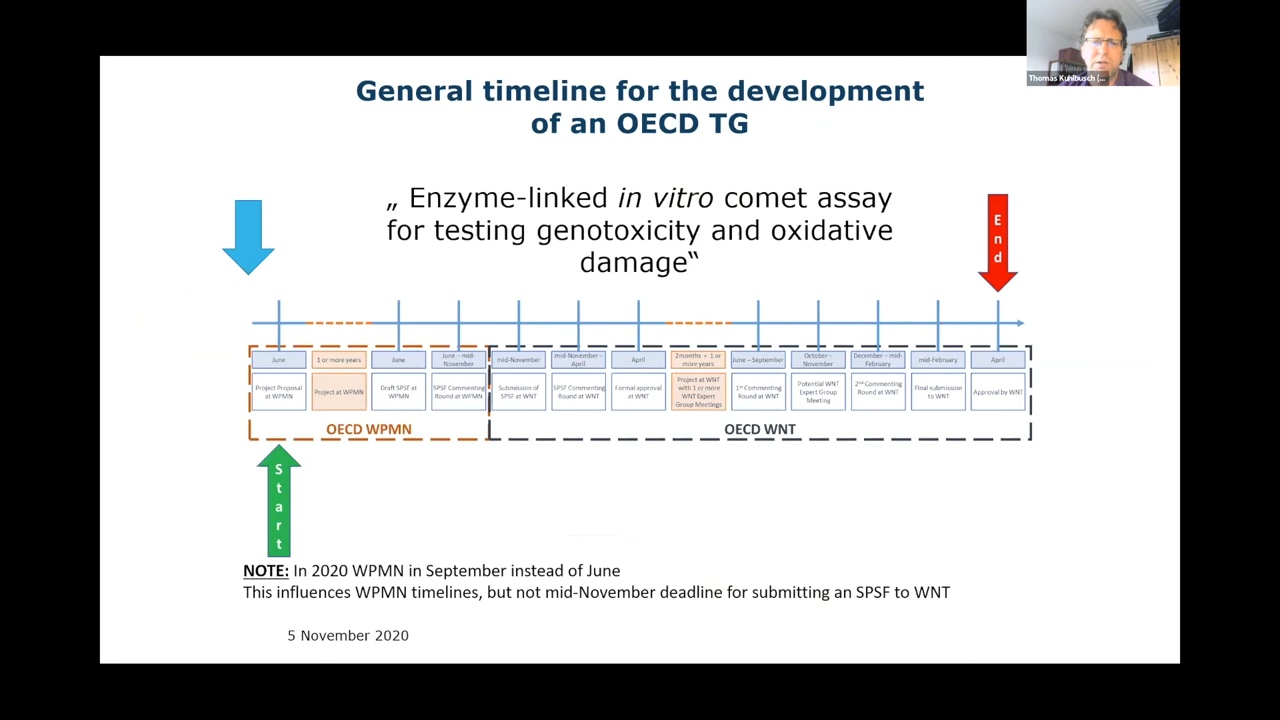 Thomas Kuhlbusch (...
General timeline for the development
of an OECD TG
„ Enzyme-linked in vitro comet assay
for testing genotoxicity and oxidative
damage“
End
June
1 or more years
June
June – mid-
November
mid-November
mid-November –
April
April
2months + 1 or
more years
June – September
October –
November
December – mid-
February
mid-February
April
Project Proposal
at WPMN
Project at WPMN
Draft SPSF at
WPMN
SPSF Commenting
Round at WPMN
Submission of
SPSF at WNT
SPSF Commenting
Round at WNT
Formal approval
at WNT
Project at WNT
with 1 or more
WNT Expert
Group Meetings
1st Commenting
Round at WNT
Potential WNT
Expert Group
Meeting
2nd Commenting
Round at WNT
Final submission
to WNT
Approval by WNT
OECD WPMN
OECD WNT
Start
NOTE: In 2020 WPMN in September instead of June
This influences WPMN timelines, but not mid-November deadline for submitting an SPSF to WNT
5 November 2020